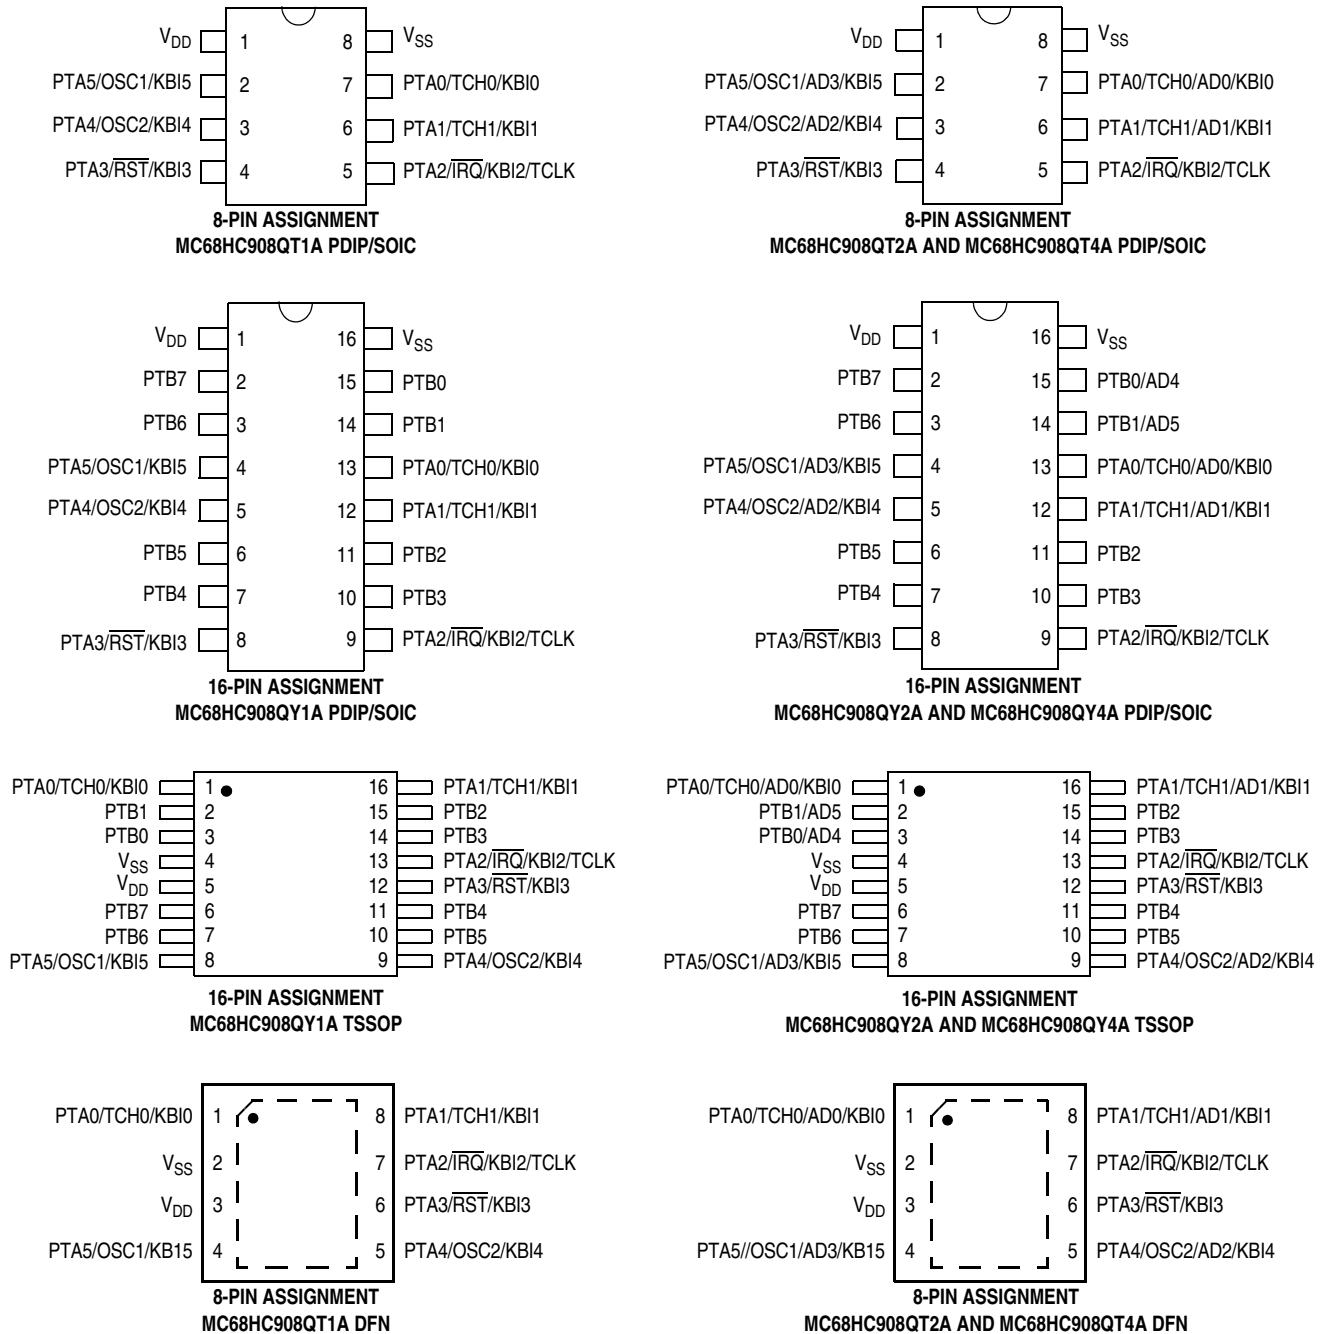 VDD 1 8 VSS
PTA5/OSC1/KBI5 2 7 PTA0/TCH0/KBI0
PTA4/OSC2/KBI4 3 6 PTA1/TCH1/KBI1
PTA3/RST/KBI3 4 5 PTA2/IRQ/KBI2/TCLK
8-PIN ASSIGNMENT
MC68HC908QT1A PDIP/SOIC
VDD 1 8 VSS
PTA5/OSC1/AD3/KBI5 2 7 PTA0/TCH0/AD0/KBI0
PTA4/OSC2/AD2/KBI4 3 6 PTA1/TCH1/AD1/KBI1
PTA3/RST/KBI3 4 5 PTA2/IRQ/KBI2/TCLK
8-PIN ASSIGNMENT
MC68HC908QT2A AND MC68HC908QT4A PDIP/SOIC
VDD 1 16 VSS
PTB7 2 15 PTB0
PTB6 3 14 PTB1
PTA5/OSC1/KBI5 4 13 PTA0/TCH0/KBI0
PTA4/OSC2/KBI4 5 12 PTA1/TCH1/KBI1
PTB5 6 11 PTB2
PTB4 7 10 PTB3
PTA3/RST/KBI3 8 9 PTA2/IRQ/KBI2/TCLK
16-PIN ASSIGNMENT
MC68HC908QY1A PDIP/SOIC
VDD 1 16 VSS
PTB7 2 15 PTB0/AD4
PTB6 3 14 PTB1/AD5
PTA5/OSC1/AD3/KBI5 4 13 PTA0/TCH0/AD0/KBI0
PTA4/OSC2/AD2/KBI4 5 12 PTA1/TCH1/AD1/KBI1
PTB5 6 11 PTB2
PTB4 7 10 PTB3
PTA3/RST/KBI3 8 9 PTA2/IRQ/KBI2/TCLK
16-PIN ASSIGNMENT
MC68HC908QY2A AND MC68HC908QY4A PDIP/SOIC
PTA0/TCH0/KBI0 1 16 PTA1/TCH1/KBI1
PTB1 2 15 PTB2
PTB0 3 14 PTB3
VSS 4 13 PTA2/IRQ/KBI2/TCLK
VDD 5 12 PTA3/RST/KBI3
PTB7 6 11 PTB4
PTB6 7 10 PTB5
PTA5/OSC1/KBI5 8 9 PTA4/OSC2/KBI4
16-PIN ASSIGNMENT
MC68HC908QY1A TSSOP
PTA0/TCH0/AD0/KBI0 1 16 PTA1/TCH1/AD1/KBI1
PTB1/AD5 2 15 PTB2
PTB0/AD4 3 14 PTB3
VSS 4 13 PTA2/IRQ/KBI2/TCLK
VDD 5 12 PTA3/RST/KBI3
PTB7 6 11 PTB4
PTB6 7 10 PTB5
PTA5/OSC1/AD3/KBI5 8 9 PTA4/OSC2/AD2/KBI4
16-PIN ASSIGNMENT
MC68HC908QY2A AND MC68HC908QY4A TSSOP
PTA0/TCH0/KBI0 1 8 PTA1/TCH1/KBI1
VSS 2 7 PTA2/IRQ/KBI2/TCLK
VDD 3 6 PTA3/RST/KBI3
PTA5/OSC1/KB15 4 5 PTA4/OSC2/KBI4
8-PIN ASSIGNMENT
MC68HC908QT1A DFN
PTA0/TCH0/AD0/KBI0 1 8 PTA1/TCH1/AD1/KBI1
VSS 2 7 PTA2/IRQ/KBI2/TCLK
VDD 3 6 PTA3/RST/KBI3
PTA5//OSC1/AD3/KB15 4 5 PTA4/OSC2/AD2/KBI4
8-PIN ASSIGNMENT
MC68HC908QT2A AND MC68HC908QT4A DFN